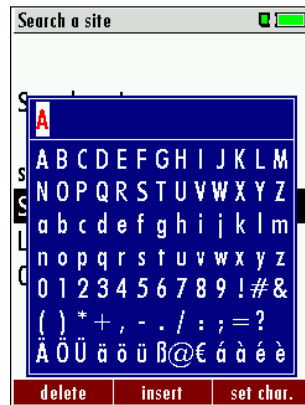 Search a site
A
A B C D E F G H I J K L M
N O P Q R S T U V W X Y Z
a b c d e f g h i j k l m
n o p q r s t u v w x y z
0 1 2 3 4 5 6 7 8 9 ! # &
( ) * + , - . / : ; = ?
Ä Ö Ü ä ö ü ß @ € á à é è
delete insert set char.